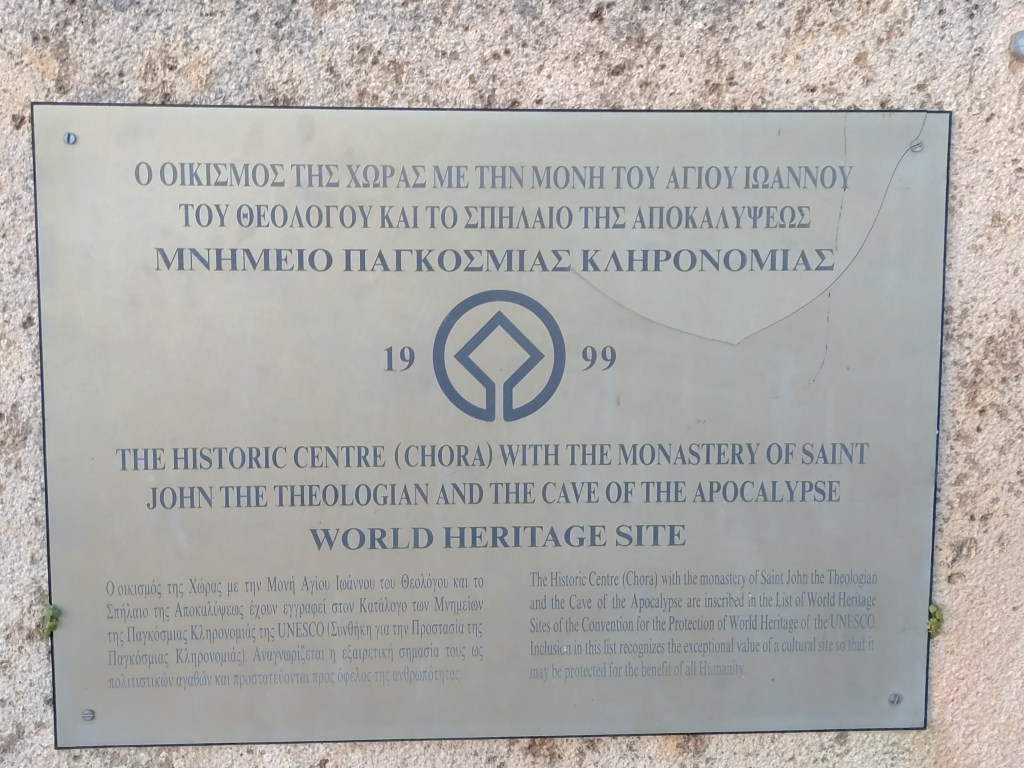 Ο ΟΙΚΙΣΜΟΣ ΤΗΣ ΧΩΡΑΣ ΜΕ ΤΗΝ ΜΟΝΗ ΤΟΥ ΑΓΙΟΥ ΙΩΑΝΝΟΥ
ΤΟΥ ΘΕΟΛΟΓΟΥ ΚΑΙ ΤΟ ΣΠΗΛΑΙΟ ΤΗΣ ΑΠΟΚΑΛΥΨΕΩΣ
ΜΝΗΜΕΙΟ ΠΑΓΚΟΣΜΙΑΣ ΚΛΗΡΟΝΟΜΙΑΣ
19 99
THE HISTORIC CENTRE (CHORA) WITH THE MONASTERY OF SAINT
JOHN THE THEOLOGIAN AND THE CAVE OF THE APOCALYPSE
WORLD HERITAGE SITE
Ο οικισμός της Χώρας με την Μονή Αγίου Ιωάννου του Θεολόγου και το
Σπήλαιο της Αποκαλύψεως έχουν εγγραφεί στον Κατάλογο των Μνημείων
της Παγκόσμιας Κληρονομιάς της UNESCO (Συνθήκη για την Προστασία της
Παγκόσμιας Κληρονομιάς). Αναγνωρίζεται η εξαιρετική σημασία τους ως
πολιτιστικών αγαθών και προστατεύονται προς όφελος της ανθρωπότητας.
The Historic Centre (Chora) with the monastery of Saint John the Theologian
and the Cave of the Apocalypse are inscribed in the List of World Heritage
Sites of the Convention for the Protection of World Heritage of the UNESCO.
Inclusion in this list recognizes the exceptional value of a cultural site so that it
may be protected for the benefit of all Humanity.